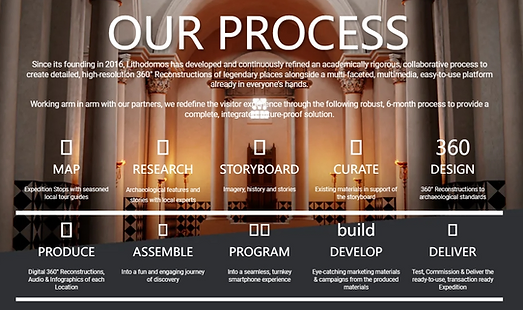 OUR PROCESS
Since its founding in 2016, Lithodomos has developed and continuously refined an academically rigorous, collaborative process to
create detailed, high-resolution 360° Reconstructions of legendary places alongside a multi-faceted, multimedia, easy-to-use platform
already in everyone's hands.
Working arm in arm with our partners, we redefine the visitor experience through the following robust, 6-month process to provide a
complete, integrated future-proof solution.
360
MAP RESEARCH STORYBOARD CURATE DESIGN
Expedition Stops with seasoned
local tour guides
Archaeological features and
stories with local experts
Imagery, history and stories
Existing materials in support of
the storyboard
360° Reconstructions to
archaeological standards
build
PRODUCE ASSEMBLE PROGRAM DEVELOP DELIVER
Digital 360° Reconstructions,
Audio & Infographics of each
Location
Into a fun and engaging journey
of discovery
Into a seamless, turnkey
smartphone experience
Eye-catching marketing materials
& campaigns from the produced
materials
Test, Commission & Deliver the
ready-to-use, transaction ready
Expedition